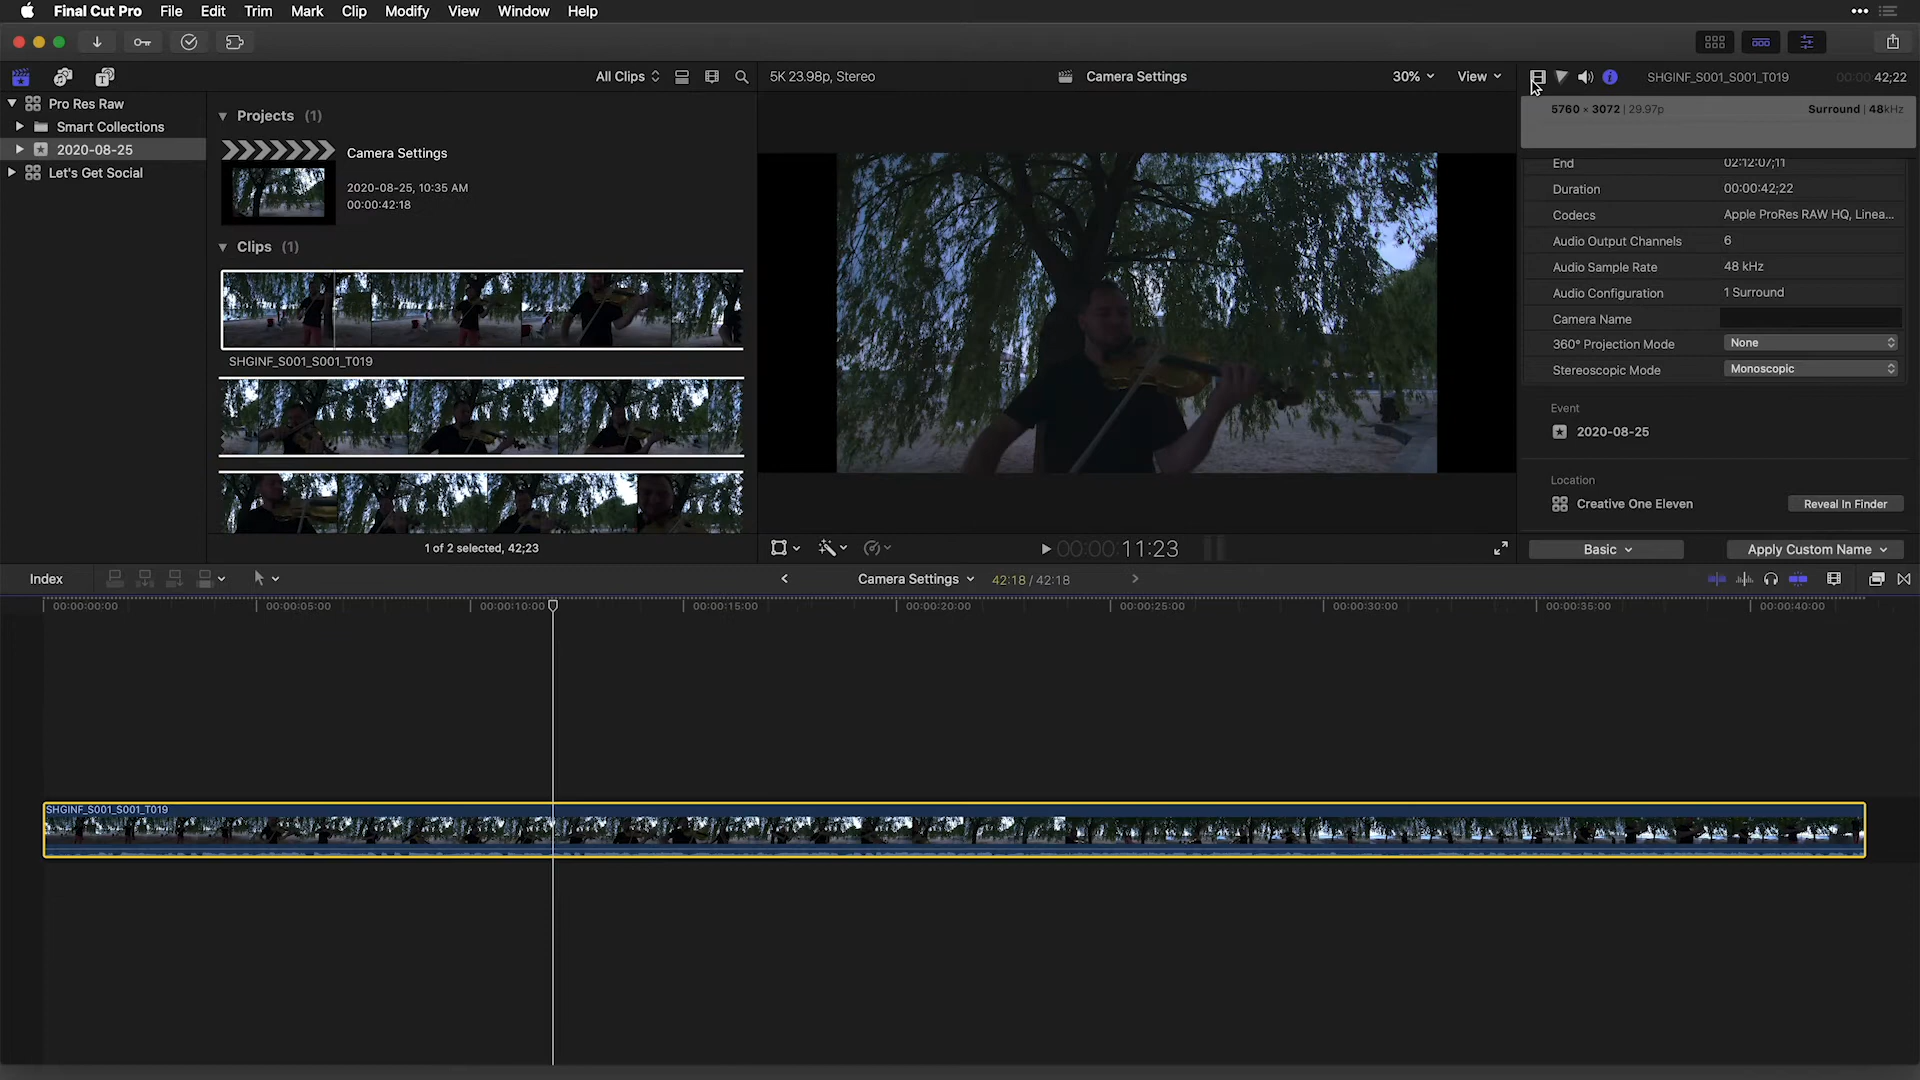 Final Cut Pro File Edit Trim Mark Clip Modify View Window Help
All Clips
5K 23.98p, Stereo
Camera Settings
30%
View
SHGINF_S001_S001_T019
00:00:42;22
Pro Res Raw
Smart Collections
2020-08-25
Let's Get Social
Projects (1)
Camera Settings
2020-08-25, 10:35 AM
00:00:42:18
Clips (1)
SHGINF_S001_S001_T019
1 of 2 selected, 42;23
00:00:11:23
5760 × 3072 | 29.97p
Surround | 48kHz
End 02:12:07;11
Duration 00:00:42;22
Codecs Apple ProRes RAW HQ, Linea...
Audio Output Channels 6
Audio Sample Rate 48 kHz
Audio Configuration 1 Surround
Camera Name
360° Projection Mode None
Stereoscopic Mode Monoscopic
Event
2020-08-25
Location
Creative One Eleven Reveal In Finder
Basic
Apply Custom Name
Index
Camera Settings
42:18 / 42:18
00:00:00:00 00:00:05:00 00:00:10:00 00:00:15:00 00:00:20:00 00:00:25:00 00:00:30:00 00:00:35:00 00:00:40:00
SHGINF_S001_S001_T019